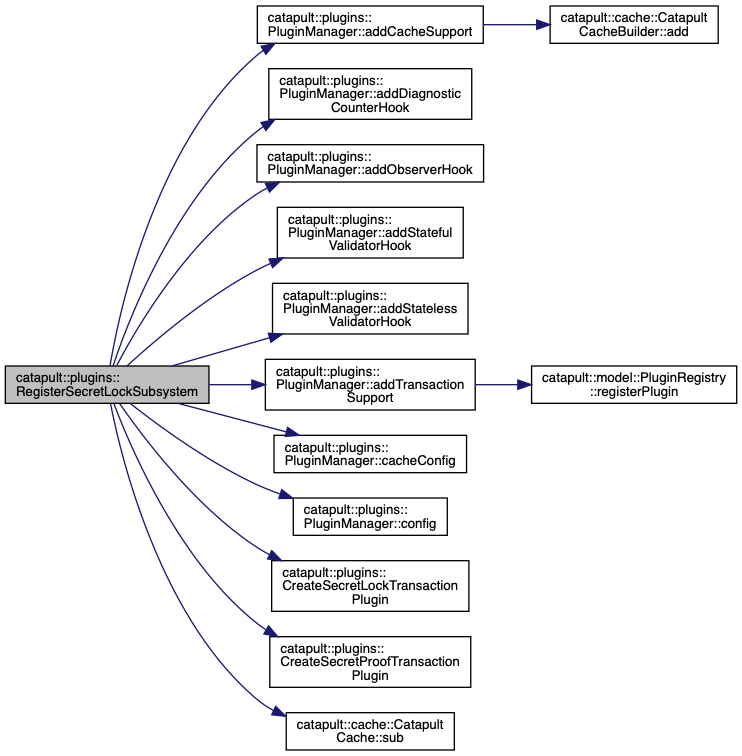 catapult::plugins::
PluginManager::addCacheSupport
catapult::cache::Catapult
CacheBuilder::add
catapult::plugins::
PluginManager::addDiagnostic
CounterHook
catapult::plugins::
PluginManager::addObserverHook
catapult::plugins::
PluginManager::addStateful
ValidatorHook
catapult::plugins::
PluginManager::addStateless
ValidatorHook
catapult::plugins::
RegisterSecretLockSubsystem
catapult::plugins::
PluginManager::addTransaction
Support
catapult::model::PluginRegistry
::registerPlugin
catapult::plugins::
PluginManager::cacheConfig
catapult::plugins::
PluginManager::config
catapult::plugins::
CreateSecretLockTransaction
Plugin
catapult::plugins::
CreateSecretProofTransaction
Plugin
catapult::cache::Catapult
Cache::sub